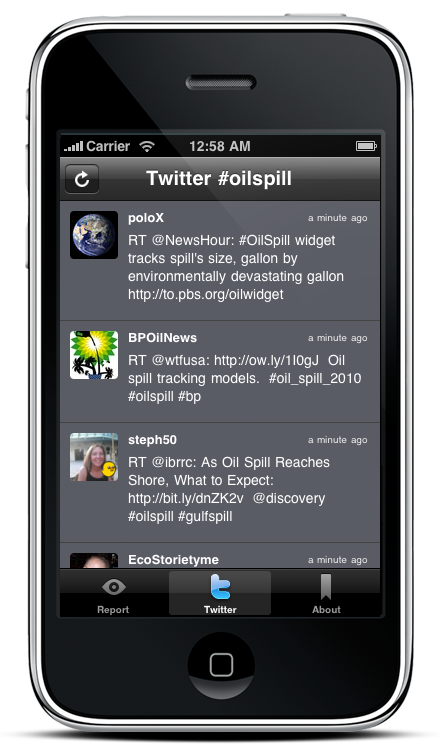 Carrier 12:58 AM
Twitter #oilspill
poloX a minute ago
RT @NewsHour: #OilSpill widget
tracks spill's size, gallon by
environmentally devastating gallon
http://to.pbs.org/oilwidget
BPOilNews a minute ago
RT @wtfusa: http://ow.ly/1I0gJ Oil
spill tracking models. #oil_spill_2010
#oilspill #bp
steph50 a minute ago
RT @ibrrc: As Oil Spill Reaches
Shore, What to Expect:
http://bit.ly/dnZK2v @discovery
#oilspill #gulfspill
EcoStorietyme a minute ago
Report Twitter About